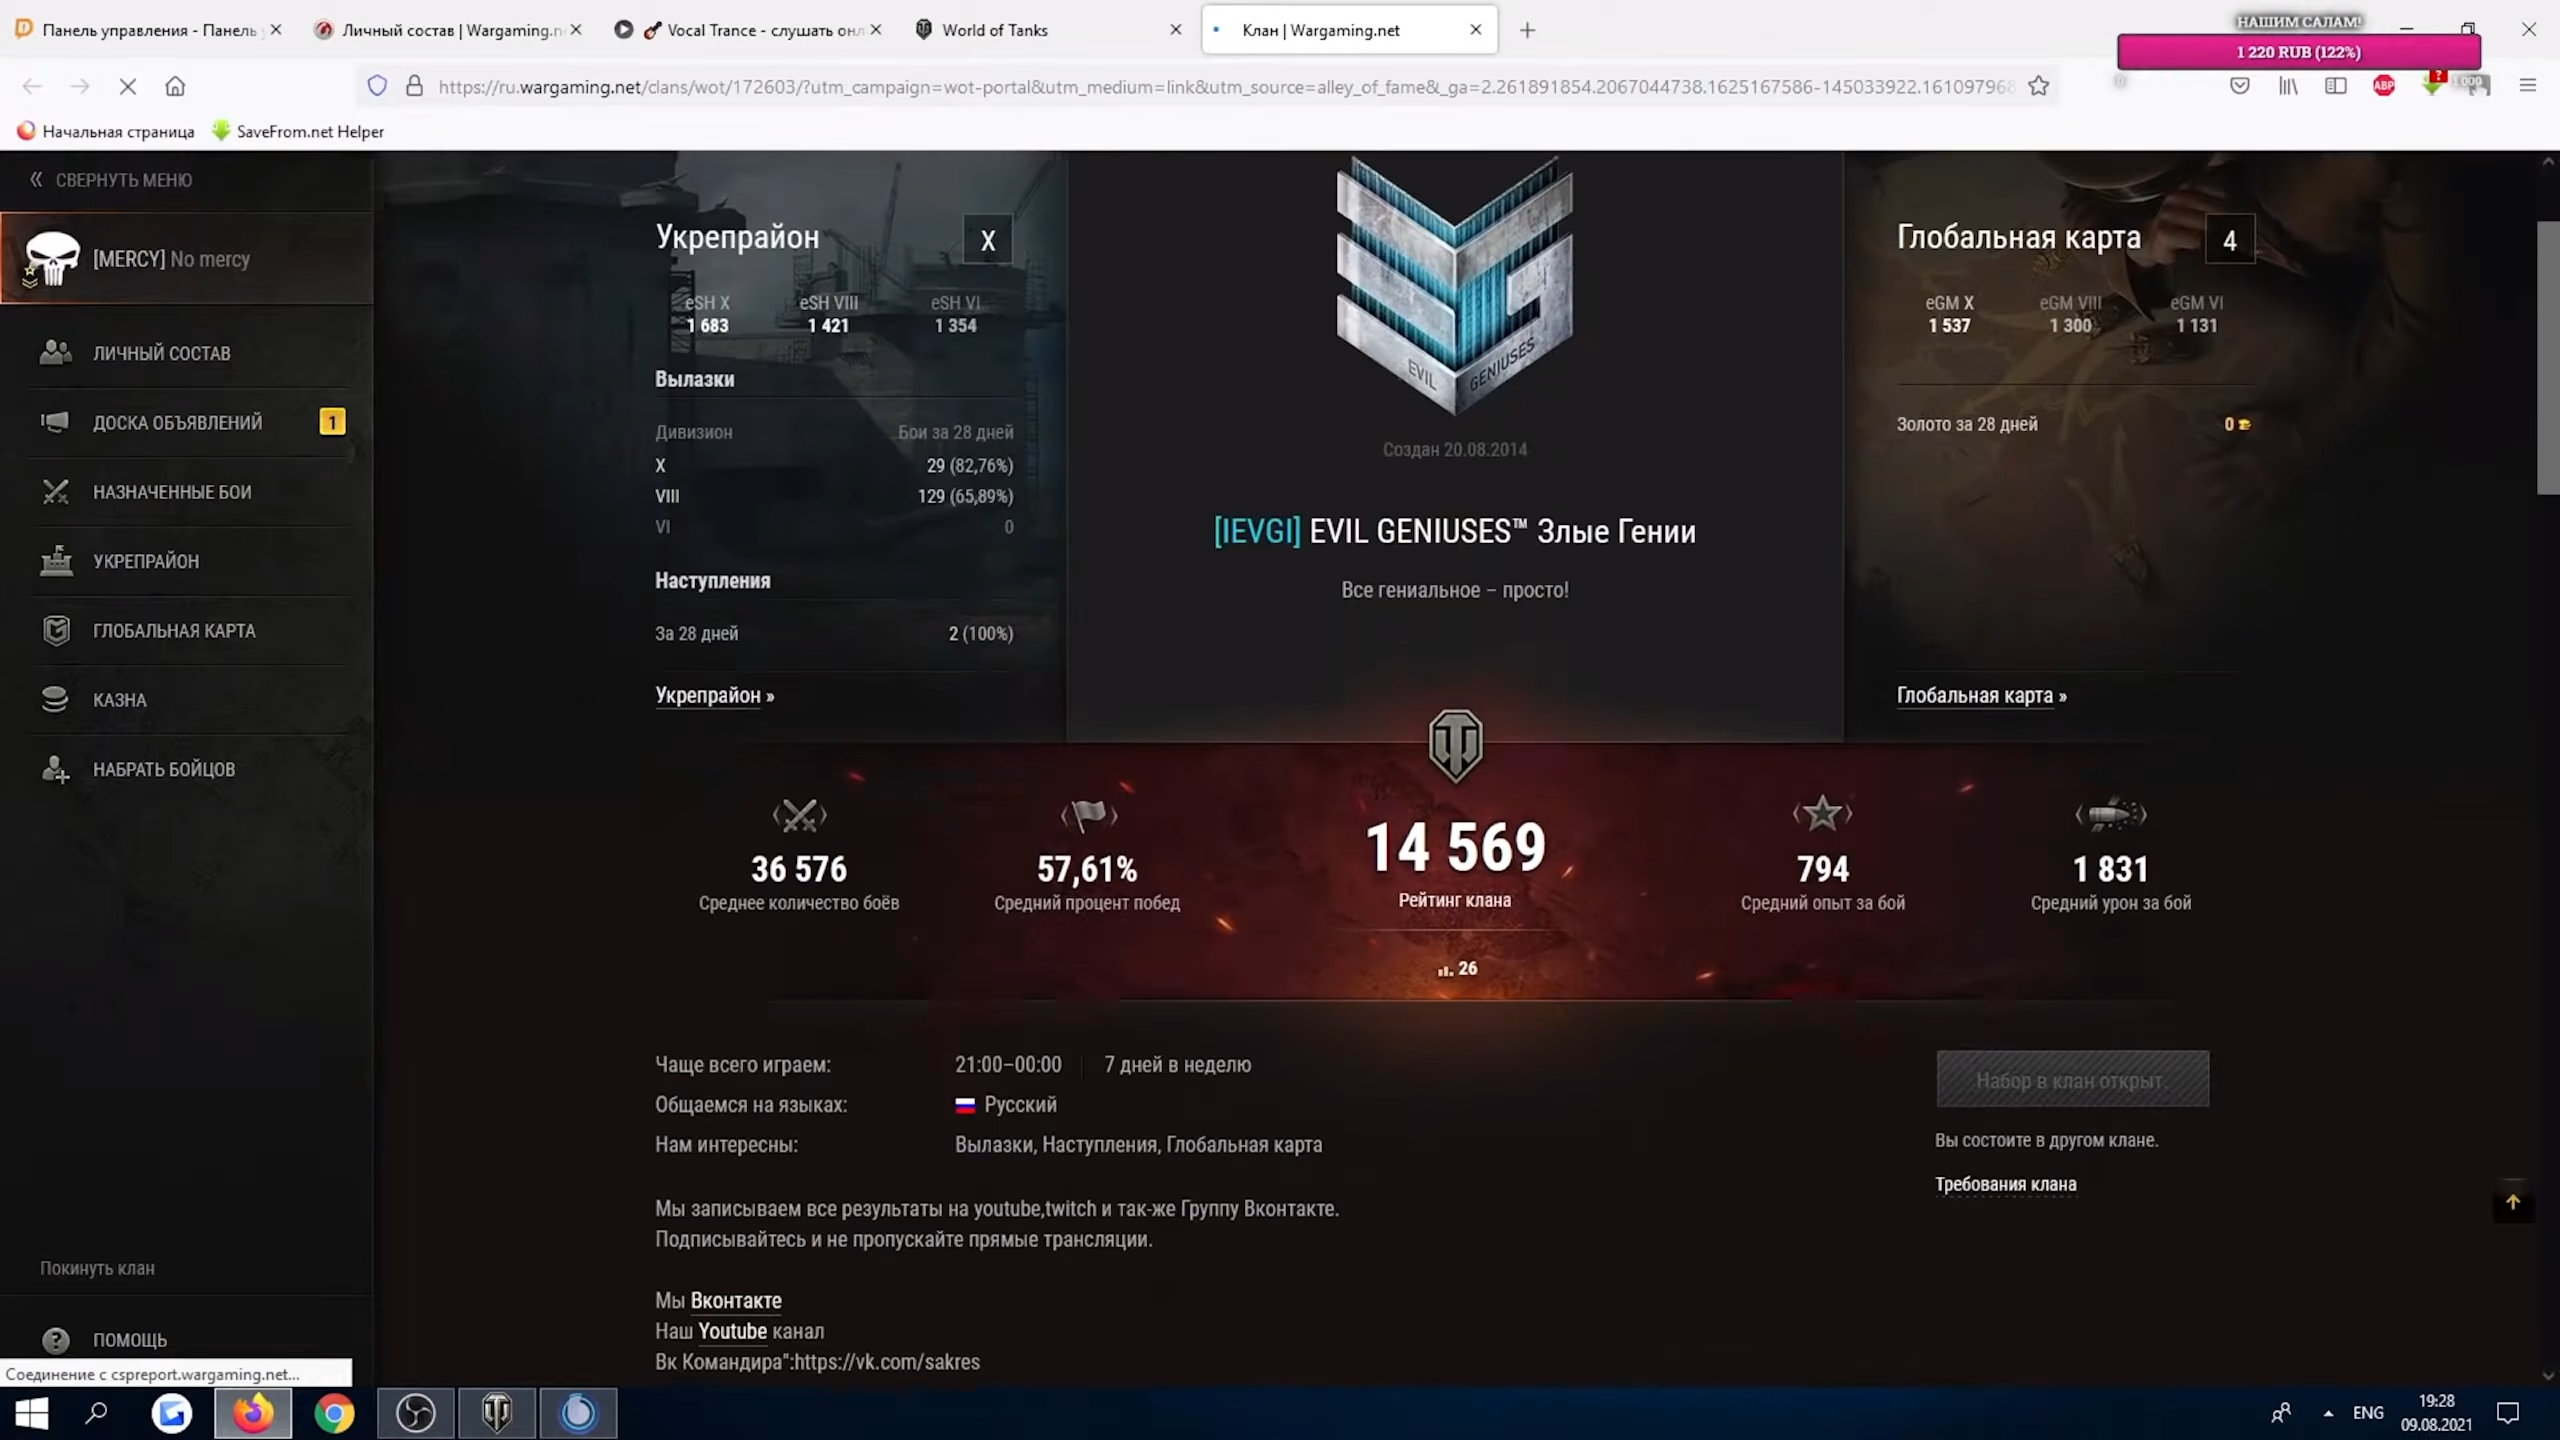 Панель управления - Панель
Личный состав | Wargaming.n
Vocal Trance - слушать онл
World of Tanks
Клан | Wargaming.net
НАШИМ САЛАМ!
1 220 RUB (122%)
https://ru.wargaming.net/clans/wot/172603/?utm_campaign=wot-portal&utm_medium=link&utm_source=alley_of_fame&_ga=2.261891854.2067044738.1625167586-145033922.161097968
ABP
?
1 000
Начальная страница
SaveFrom.net Helper
« СВЕРНУТЬ МЕНЮ
[MERCY] No mercy
ЛИЧНЫЙ СОСТАВ
ДОСКА ОБЪЯВЛЕНИЙ 1
НАЗНАЧЕННЫЕ БОИ
УКРЕПРАЙОН
ГЛОБАЛЬНАЯ КАРТА
КАЗНА
НАБРАТЬ БОЙЦОВ
Покинуть клан
? ПОМОЩЬ
Соединение с cspreport.wargaming.net...
Укрепрайон X
eSH X eSH VIII eSH VI
1 683 1 421 1 354
Вылазки
Дивизион Бои за 28 дней
X 29 (82,76%)
VIII 129 (65,89%)
VI 0
Наступления
За 28 дней 2 (100%)
Укрепрайон »
EVIL GENIUSES
Создан 20.08.2014
[IEVGI] EVIL GENIUSES™ Злые Гении
Все гениальное – просто!
Глобальная карта 4
eGM X eGM VIII eGM VI
1 537 1 300 1 131
Золото за 28 дней 0
Глобальная карта »
36 576
Среднее количество боёв
57,61%
Средний процент побед
14 569
Рейтинг клана
26
794
Средний опыт за бой
1 831
Средний урон за бой
Чаще всего играем: 21:00–00:00 7 дней в неделю
Общаемся на языках: Русский
Нам интересны: Вылазки, Наступления, Глобальная карта
Набор в клан открыт.
Вы состоите в другом клане.
Требования клана
Мы записываем все результаты на youtube,twitch и так-же Группу Вконтакте.
Подписывайтесь и не пропускайте прямые трансляции.
Мы Вконтакте
Наш Youtube канал
Вк Командира":https://vk.com/sakres
ENG
19:28
09.08.2021